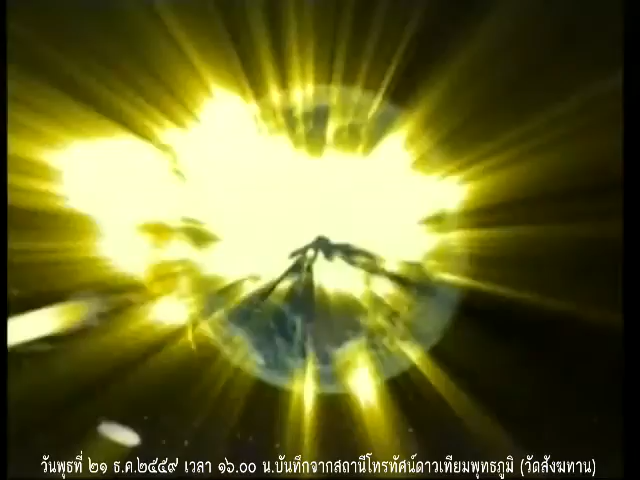 วันพุธที่ ๒๑ ธ.ค.๒๕๕๙ เวลา ๑๖.๐๐ น.บันทึกจากสถานีโทรทัศน์ดาวเทียมพุทธภูมิ (วัดสังฆทาน)